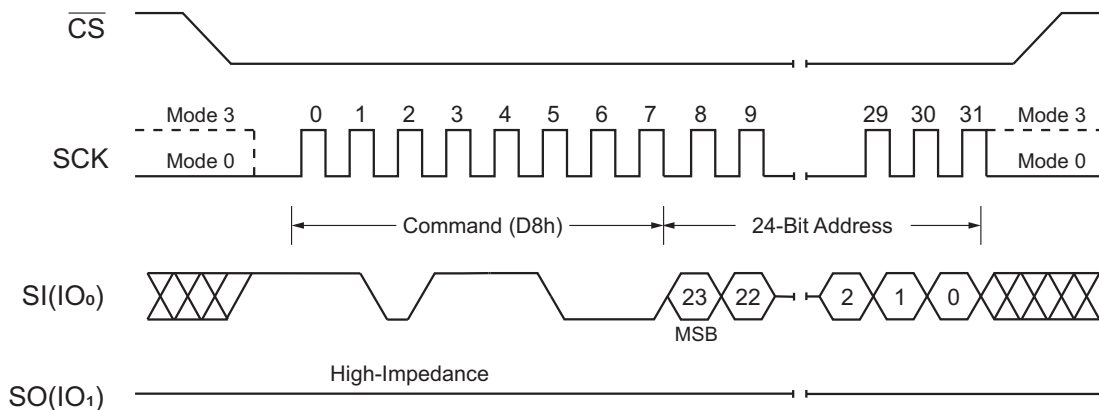 CS
Mode 3
0 1 2 3 4 5 6 7 8 9 29 30 31
Mode 3
SCK
Mode 0
Mode 0
Command (D8h)
24-Bit Address
SI(IO₀)
23 22 2 1 0
MSB
High-Impedance
SO(IO₁)